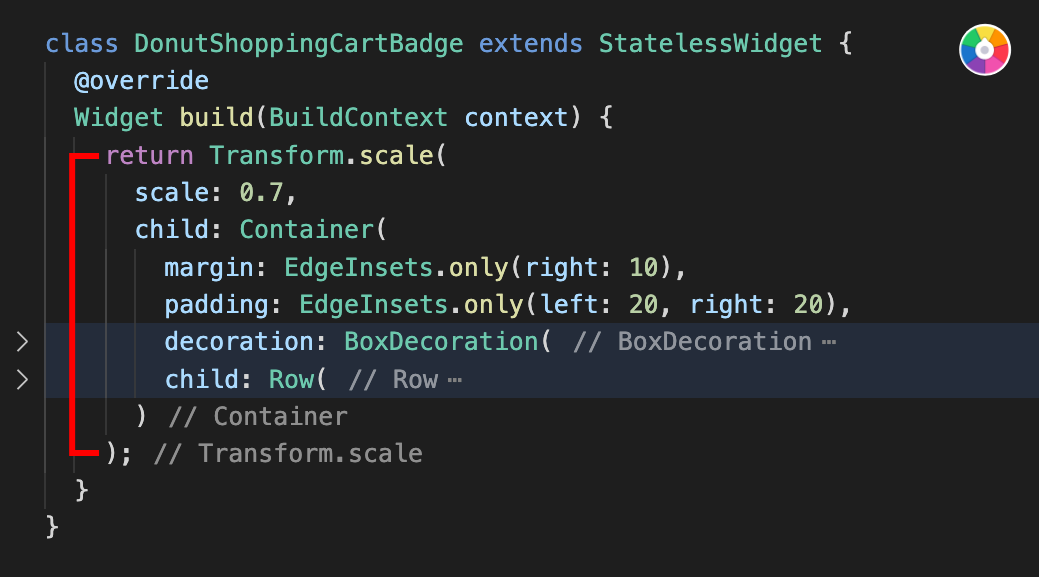 class DonutShoppingCartBadge extends StatelessWidget {
  @override
  Widget build(BuildContext context) {
    return Transform.scale(
      scale: 0.7,
      child: Container(
        margin: EdgeInsets.only(right: 10),
        padding: EdgeInsets.only(left: 20, right: 20),
        decoration: BoxDecoration( // BoxDecoration ⋯
        child: Row( // Row ⋯
      ) // Container
    ); // Transform.scale
  }
}